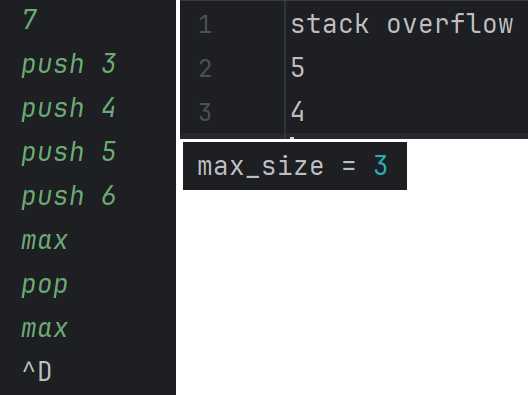 7
push 3
push 4
push 5
push 6
max
pop
max
^D
1 stack overflow
2 5
3 4
max_size = 3